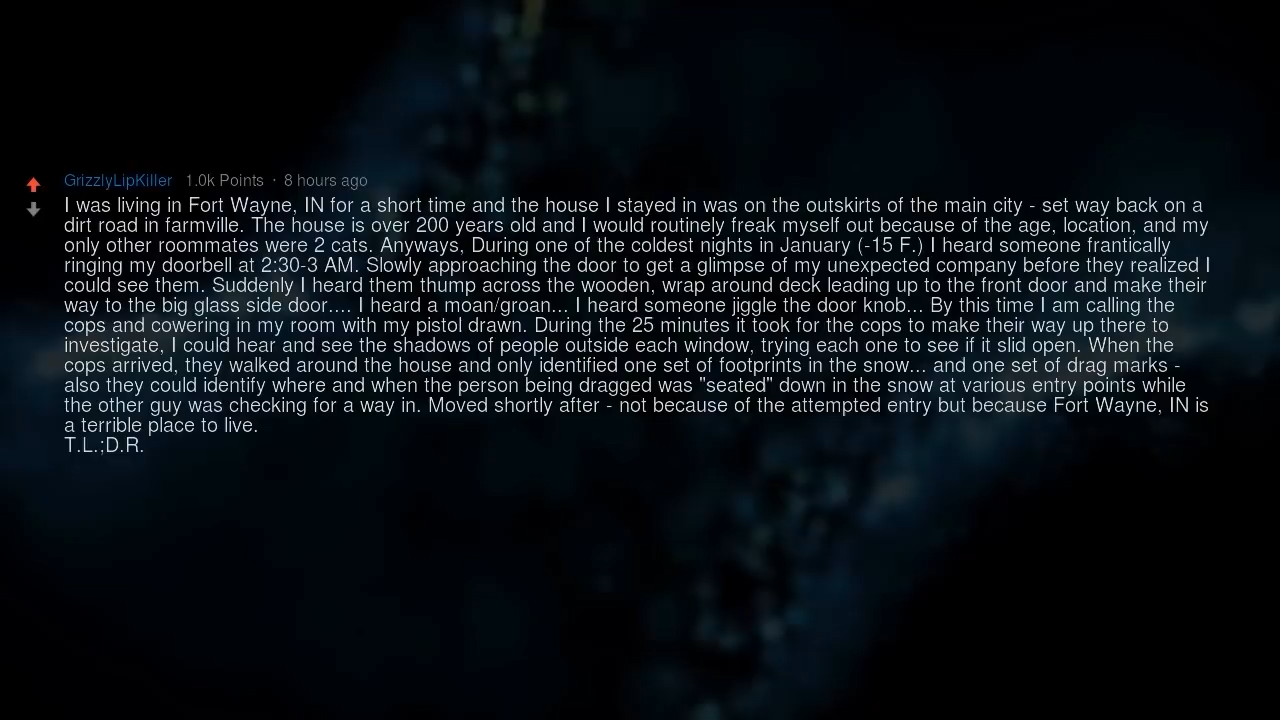 GrizzlyLipKiller 1.0k Points · 8 hours ago
I was living in Fort Wayne, IN for a short time and the house I stayed in was on the outskirts of the main city - set way back on a
dirt road in farmville. The house is over 200 years old and I would routinely freak myself out because of the age, location, and my
only other roommates were 2 cats. Anyways, During one of the coldest nights in January (-15 F.) I heard someone frantically
ringing my doorbell at 2:30-3 AM. Slowly approaching the door to get a glimpse of my unexpected company before they realized I
could see them. Suddenly I heard them thump across the wooden, wrap around deck leading up to the front door and make their
way to the big glass side door.... I heard a moan/groan... I heard someone jiggle the door knob... By this time I am calling the
cops and cowering in my room with my pistol drawn. During the 25 minutes it took for the cops to make their way up there to
investigate, I could hear and see the shadows of people outside each window, trying each one to see if it slid open. When the
cops arrived, they walked around the house and only identified one set of footprints in the snow... and one set of drag marks -
also they could identify where and when the person being dragged was "seated" down in the snow at various entry points while
the other guy was checking for a way in. Moved shortly after - not because of the attempted entry but because Fort Wayne, IN is
a terrible place to live.
T.L.;D.R.